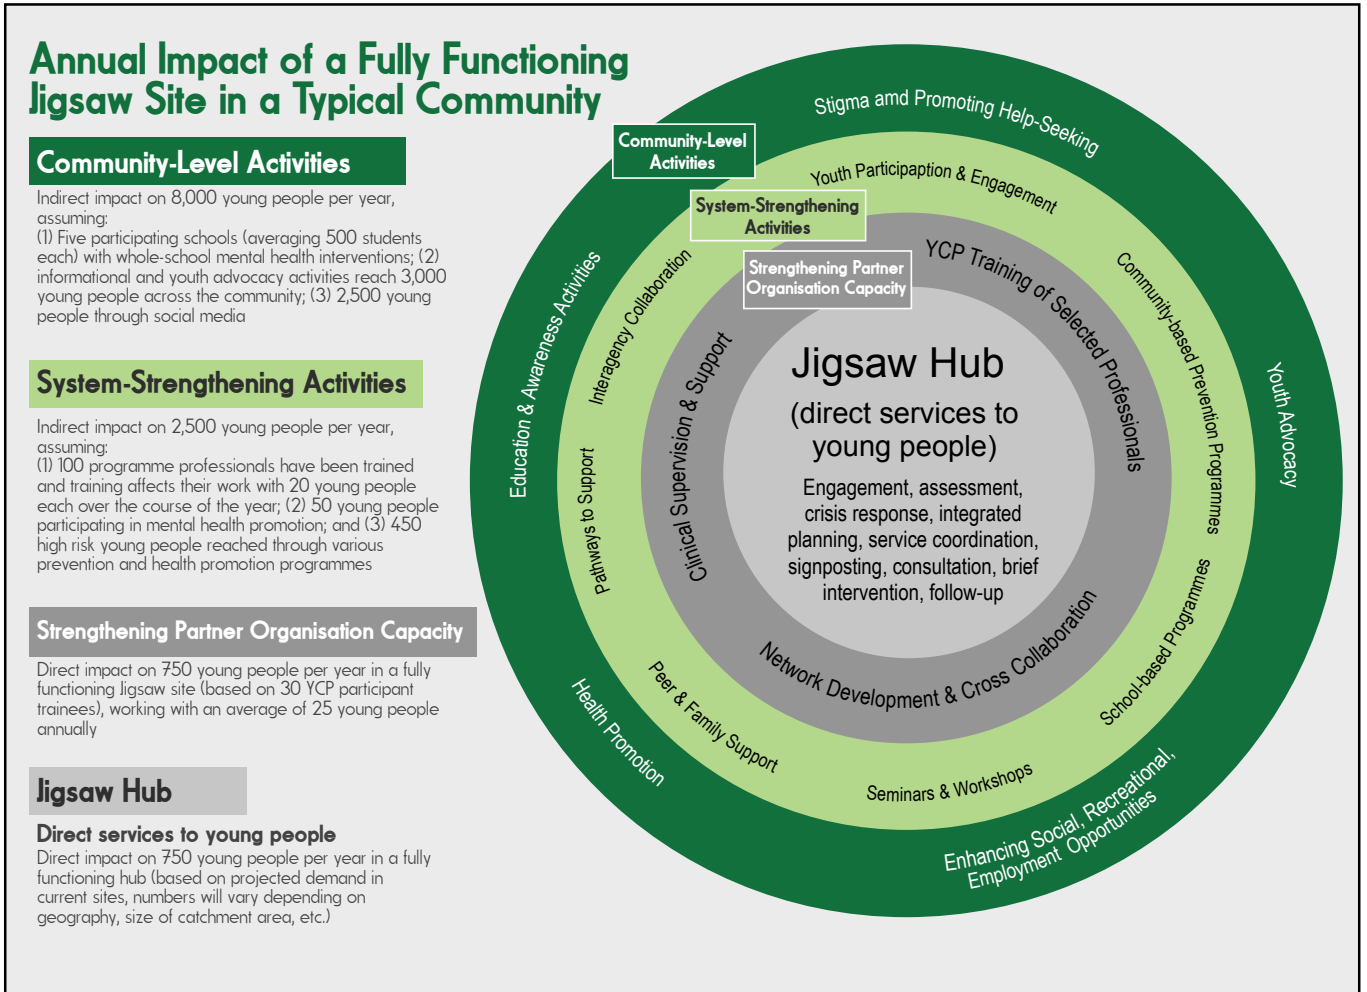 Annual Impact of a Fully Functioning
Jigsaw Site in a Typical Community
Community-Level Activities
Indirect impact on 8,000 young people per year,
assuming:
(1) Five participating schools (averaging 500 students
each) with whole-school mental health interventions; (2)
informational and youth advocacy activities reach 3,000
young people across the community; (3) 2,500 young
people through social media
System-Strengthening Activities
Indirect impact on 2,500 young people per year,
assuming:
(1) 100 programme professionals have been trained
and training affects their work with 20 young people
each over the course of the year; (2) 50 young people
participating in mental health promotion; and (3) 450
high risk young people reached through various
prevention and health promotion programmes
Strengthening Partner Organisation Capacity
Direct impact on 750 young people per year in a fully
functioning Jigsaw site (based on 30 YCP participant
trainees), working with an average of 25 young people
annually
Jigsaw Hub
Direct services to young people
Direct impact on 750 young people per year in a fully
functioning hub (based on projected demand in
current sites, numbers will vary depending on
geography, size of catchment area, etc.)
Community-Level
Activities
Stigma amd Promoting Help-Seeking
Youth Advocacy
Enhancing Social, Recreational,
Employment Opportunities
Health Promotion
Education & Awareness Activities
System-Strengthening
Activities
Youth Participaption & Engagement
Community-based Prevention Programmes
School-based Programmes
Seminars & Workshops
Peer & Family Support
Pathways to Support
Interagency Collaboration
Strengthening Partner
Organisation Capacity
YCP Training of Selected Professionals
Network Development & Cross Collaboration
Clinical Supervision & Support
Jigsaw Hub
(direct services to
young people)
Engagement, assessment,
crisis response, integrated
planning, service coordination,
signposting, consultation, brief
intervention, follow-up